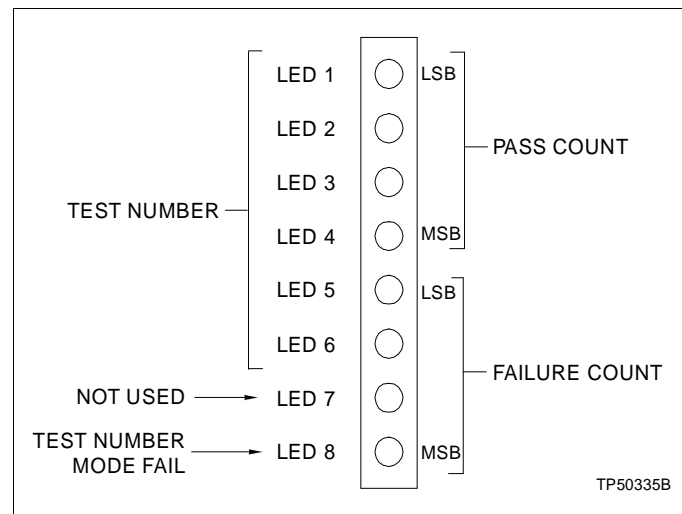 LED 1 LSB
LED 2
PASS COUNT
LED 3
TEST NUMBER
LED 4 MSB
LED 5 LSB
LED 6
FAILURE COUNT
NOT USED LED 7
TEST NUMBER
MODE FAIL
LED 8 MSB
TP50335B